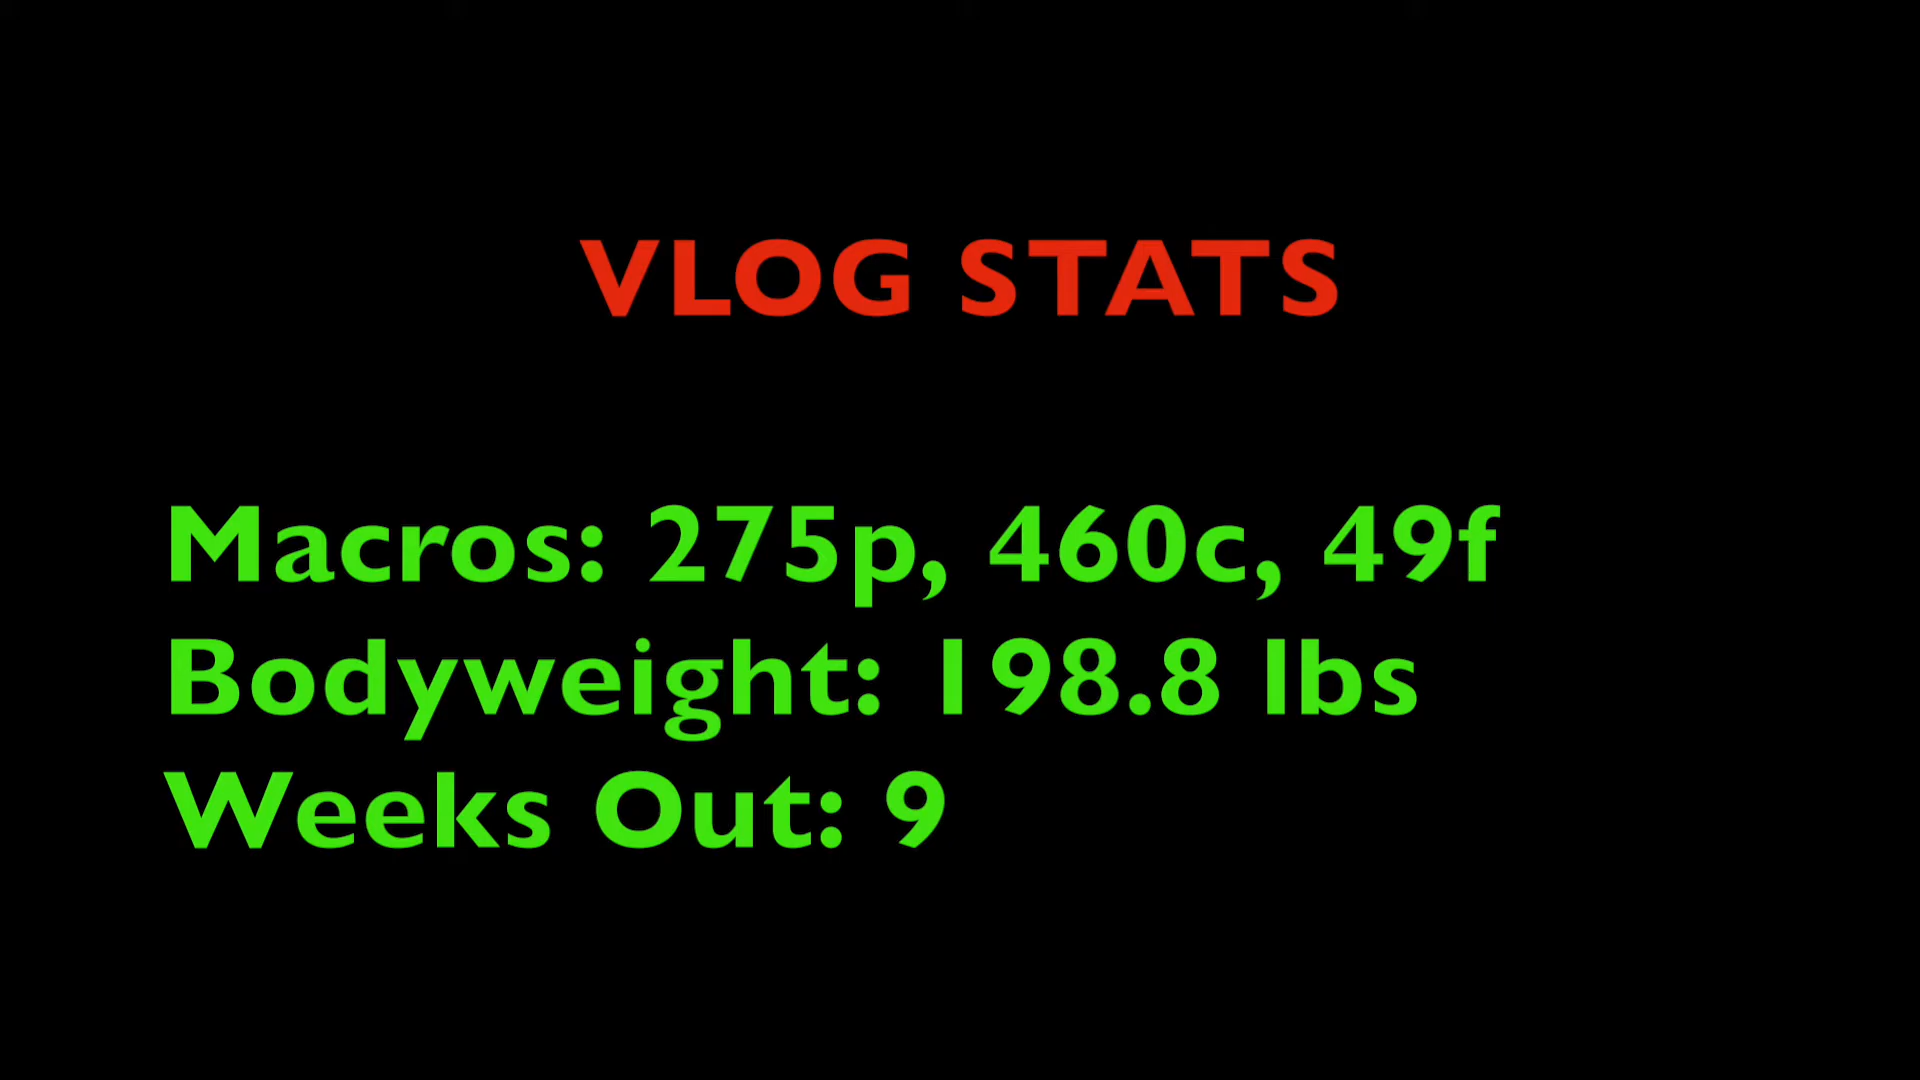 VLOG STATS
Macros: 275p, 460c, 49f
Bodyweight: 198.8 lbs
Weeks Out: 9